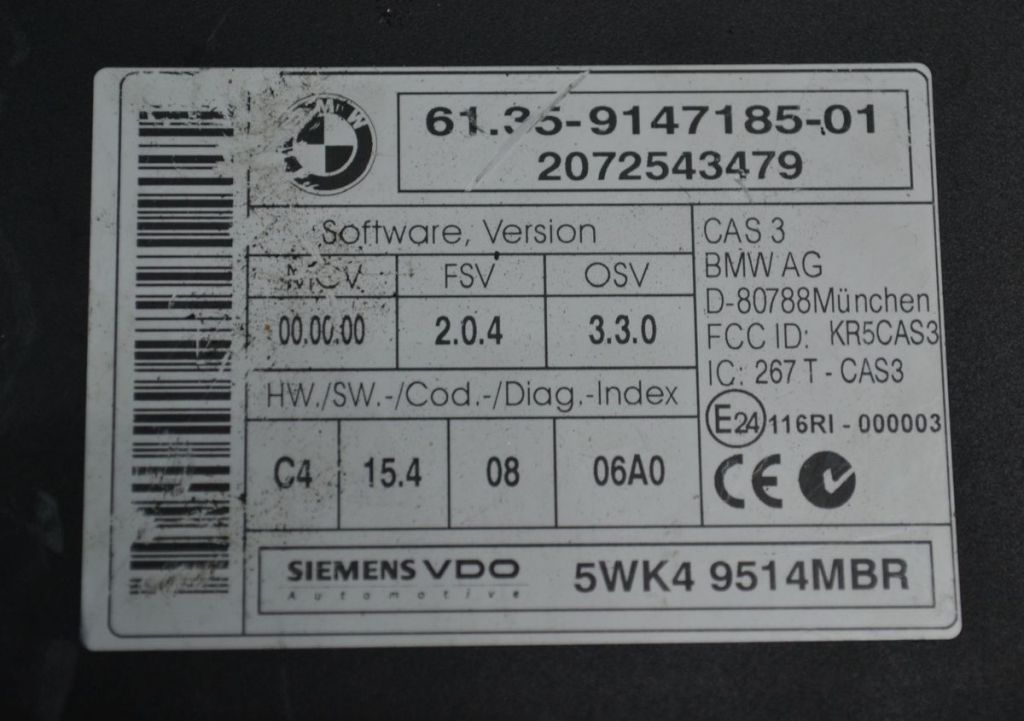 BMW
61.35-9147185-01
2072543479
Software, Version
MCV FSV OSV
00.00.00 2.0.4 3.3.0
HW./SW.-/Cod.-/Diag.-Index
C4 15.4 08 06A0
CAS 3
BMW AG
D-80788München
FCC ID: KR5CAS3
IC: 267 T - CAS3
E24 116RI - 000003
CE
SIEMENS VDO
Automotive
5WK4 9514MBR